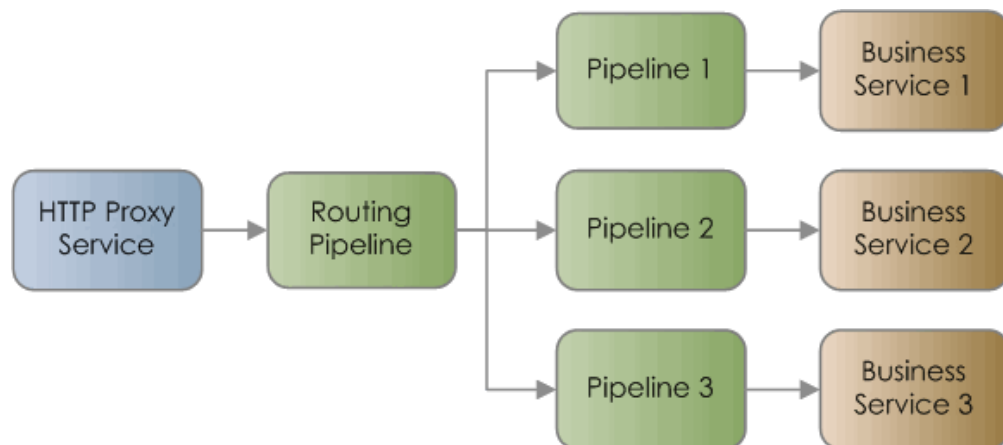 HTTP Proxy
Service
Routing
Pipeline
Pipeline 1
Business
Service 1
Pipeline 2
Business
Service 2
Pipeline 3
Business
Service 3